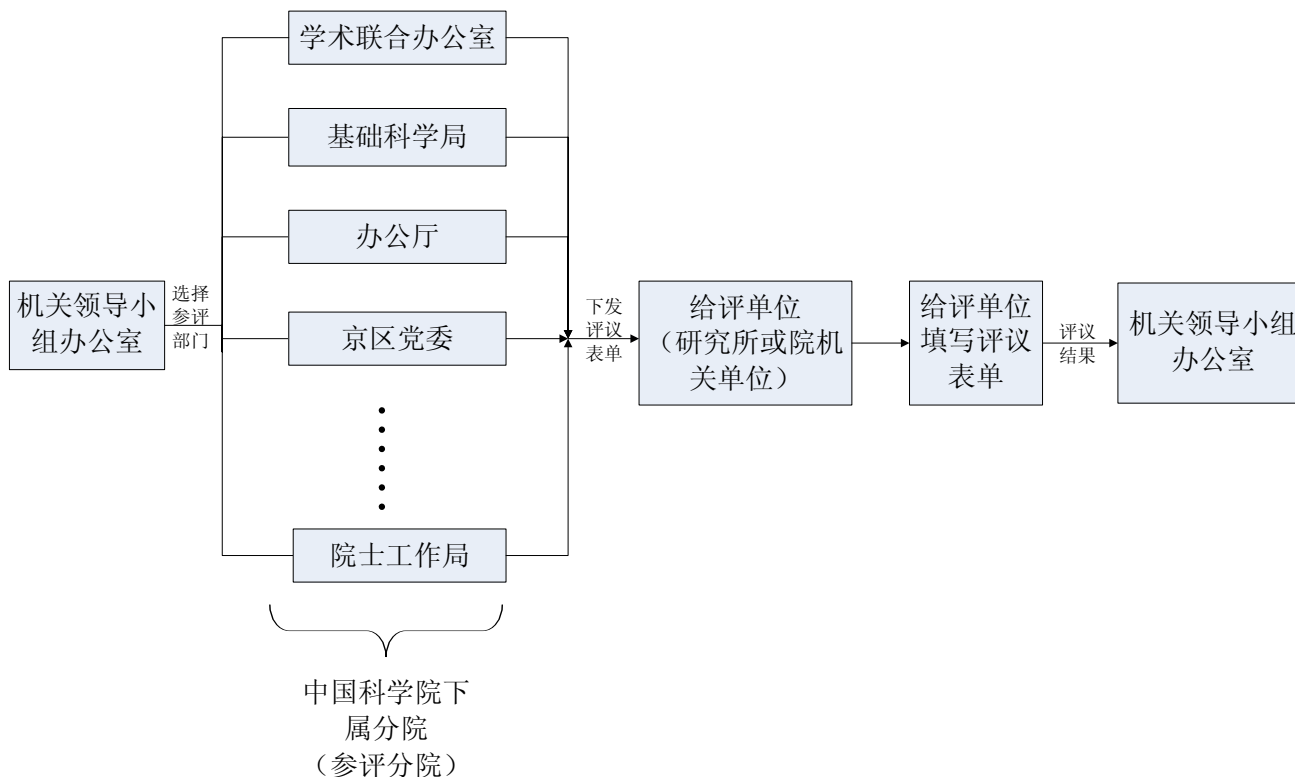 学术联合办公室
基础科学局
办公厅
机关领导小
组办公室
选择
参评
部门
京区党委
下发
评议
表单
给评单位
（研究所或院机
关单位）
给评单位
填写评议
表单
评议
结果
机关领导小组
办公室
院士工作局
中国科学院下
属分院
（参评分院）